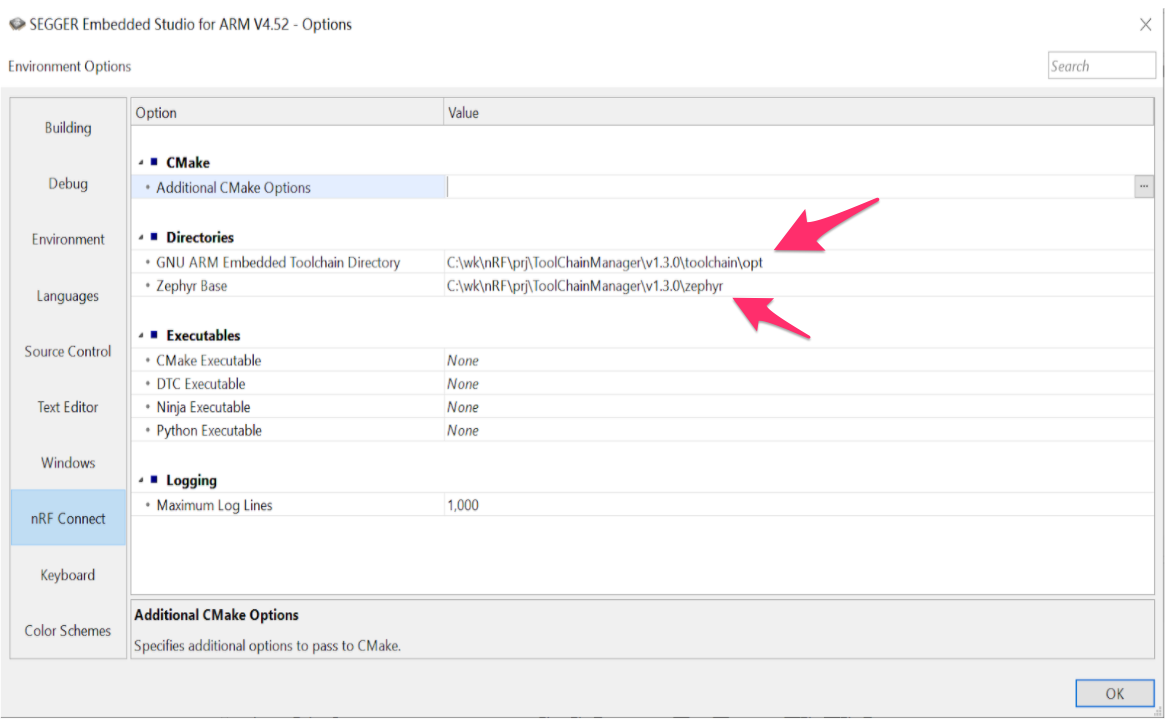 SEGGER Embedded Studio for ARM V4.52 - Options
Environment Options
Search
Building
Debug
Environment
Languages
Source Control
Text Editor
Windows
nRF Connect
Keyboard
Color Schemes
Option Value
CMake
Additional CMake Options ...
Directories
GNU ARM Embedded Toolchain Directory C:\wk\nRF\prj\ToolChainManager\v1.3.0\toolchain\opt
Zephyr Base C:\wk\nRF\prj\ToolChainManager\v1.3.0\zephyr
Executables
CMake Executable None
DTC Executable None
Ninja Executable None
Python Executable None
Logging
Maximum Log Lines 1,000
Additional CMake Options
Specifies additional options to pass to CMake.
OK